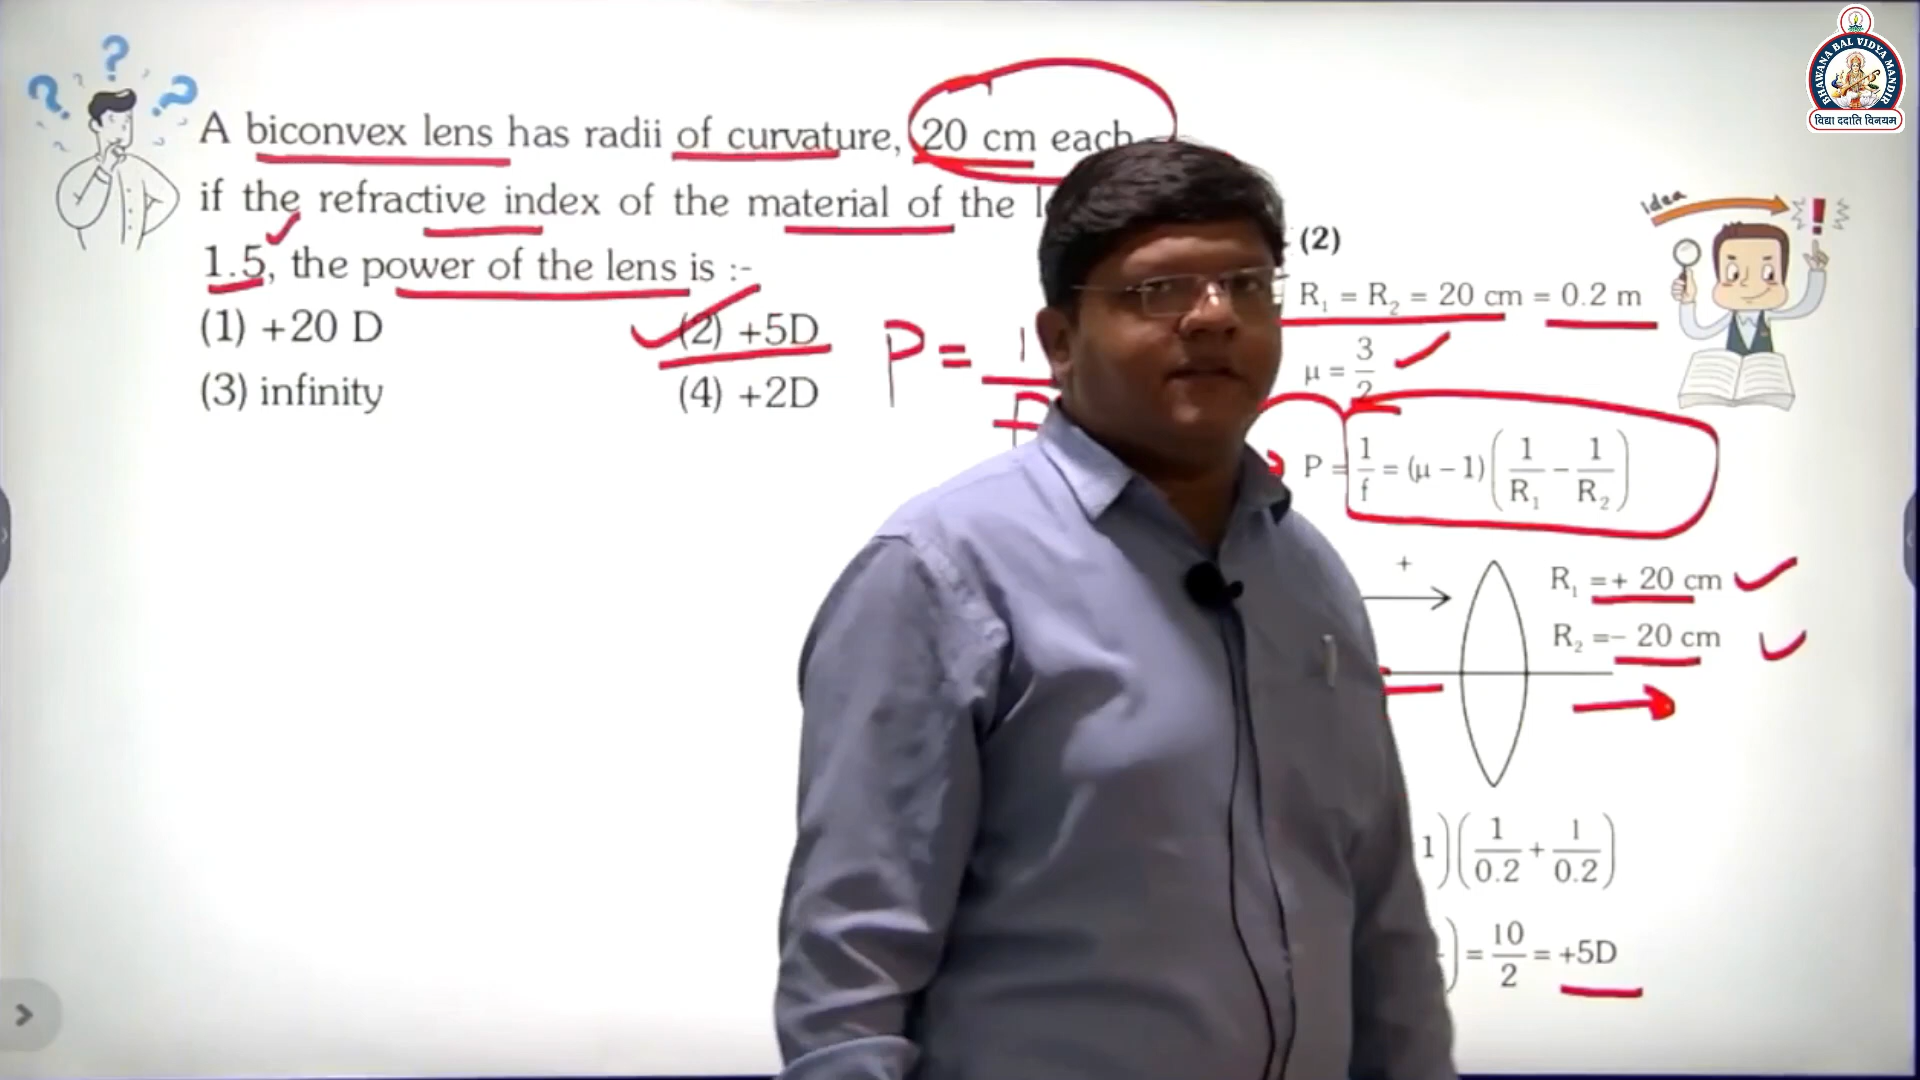 A biconvex lens has radii of curvature, 20 cm each
if the refractive index of the material of the
1.5, the power of the lens is :-
(1) +20 D
(2) +5D
(3) infinity
(4) +2D
P = 1
(2)
R₁ = R₂ = 20 cm = 0.2 m
μ = 3/2
P = 1/f = (μ – 1)(1/R₁ – 1/R₂)
+
R₁ =+ 20 cm
R₂ =– 20 cm
1)(1/0.2 + 1/0.2)
) = 10/2 = +5D
Idea
!
? ? ?
BHAWANA BAL VIDYA MANDIR
विद्या ददाति विनयम